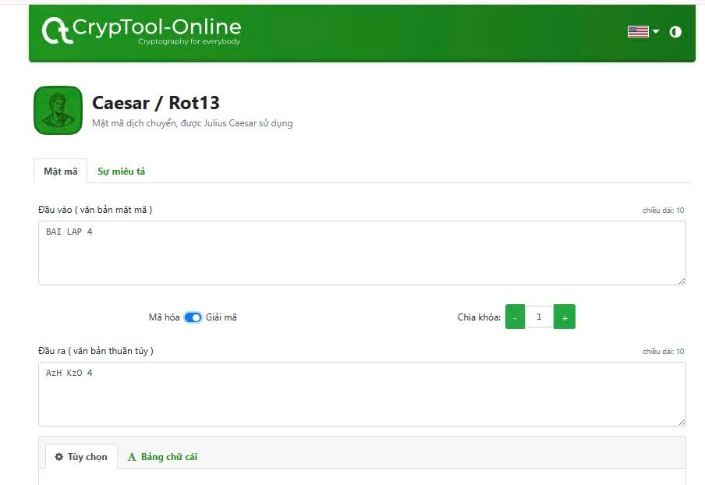 CrypTool-Online
Cryptography for everybody
Caesar / Rot13
Mật mã dịch chuyển, được Julius Caesar sử dụng
Mật mã Sự miêu tả
Đầu vào ( văn bản mật mã ) chiều dài: 10
BAI LAP 4
Mã hóa Giải mã Chìa khóa: - 1 +
Đầu ra ( văn bản thuần túy ) chiều dài: 10
AzH KzO 4
Tùy chọn A Bảng chữ cái